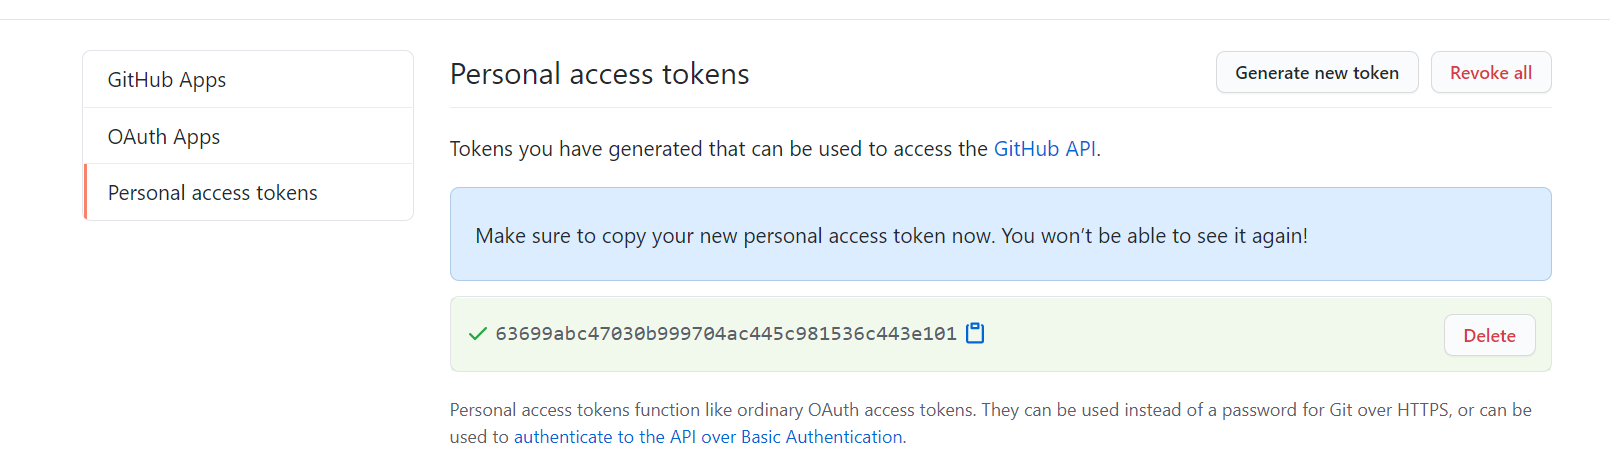 GitHub Apps
OAuth Apps
Personal access tokens
Personal access tokens
Generate new token
Revoke all
Tokens you have generated that can be used to access the GitHub API.
Make sure to copy your new personal access token now. You won’t be able to see it again!
63699abc47030b999704ac445c981536c443e101
Delete
Personal access tokens function like ordinary OAuth access tokens. They can be used instead of a password for Git over HTTPS, or can be
used to authenticate to the API over Basic Authentication.